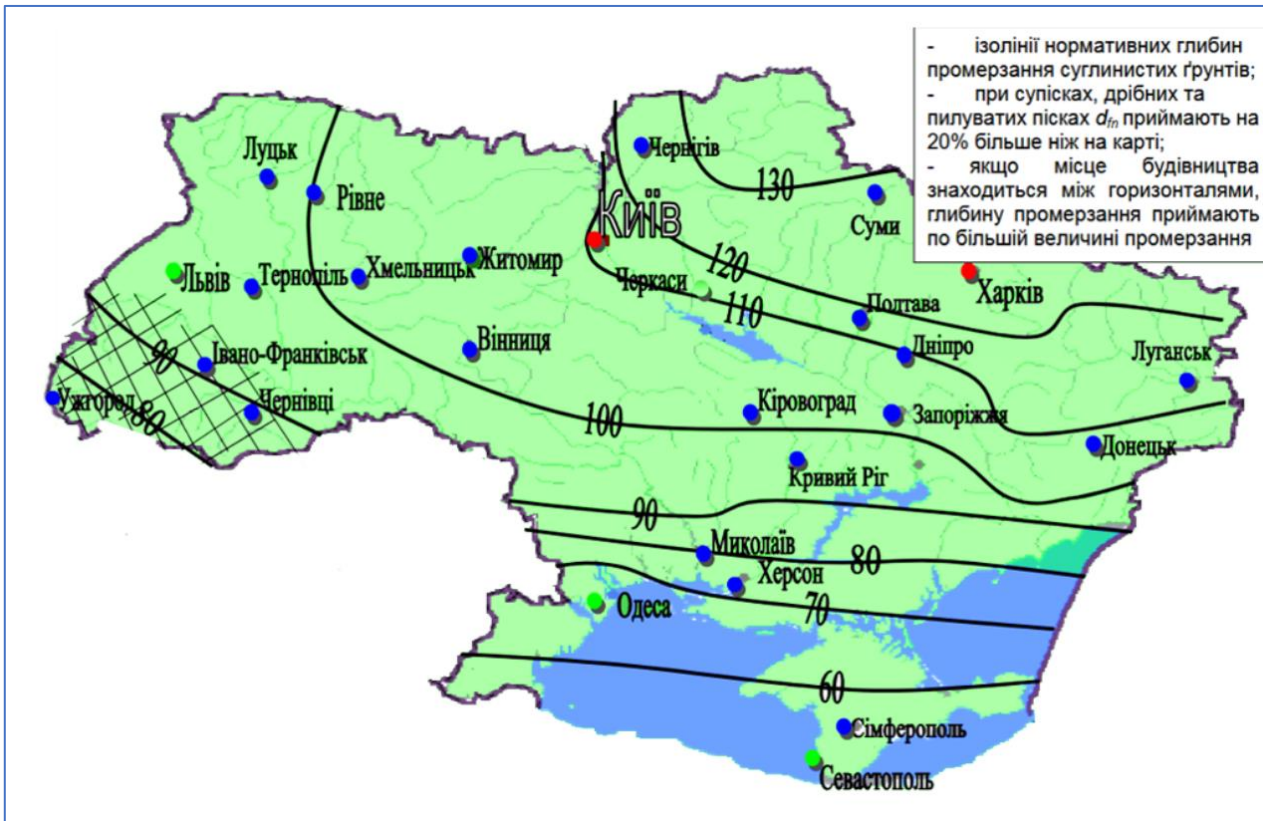 - ізолінії нормативних глибин
промерзання суглинистих ґрунтів;
- при супісках, дрібних та
пилуватих пісках dfn приймають на
20% більше ніж на карті;
- якщо місце будівництва
знаходиться між горизонталями,
глибину промерзання приймають
по більшій величині промерзання
Луцьк
Рівне
Чернігів
130
Суми
Київ
Львів
Тернопіль
Хмельницьк
Житомир
Черкаси
120
110
Полтава
Харків
90
Івано-Франківськ
Вінниця
Дніпро
Луганськ
Ужгород
80
Чернівці
100
Кіровоград
Запоріжжя
Донецьк
Кривий Ріг
90
Миколаїв
80
Херсон
Одеса
70
60
Сімферополь
Севастополь